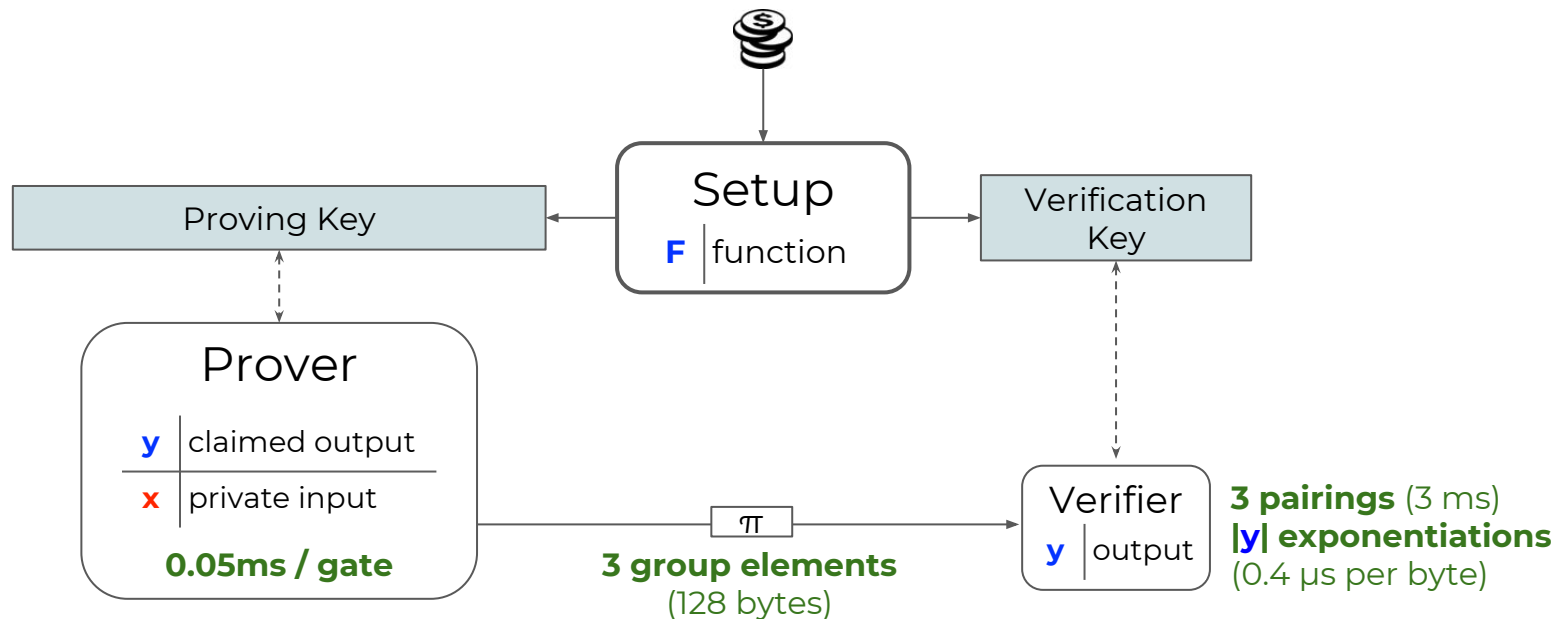 $
Setup
F function
Proving Key
Verification
Key
Prover
y claimed output
x private input
0.05ms / gate
π
3 group elements
(128 bytes)
Verifier
y output
3 pairings (3 ms)
|y| exponentiations
(0.4 μs per byte)